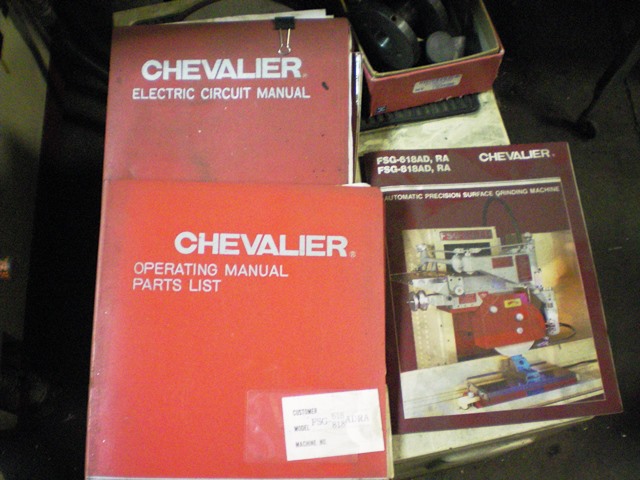 CHEVALIER®
ELECTRIC CIRCUIT MANUAL
FSG-618AD, RA CHEVALIER®
FSG-818AD, RA
AUTOMATIC PRECISION SURFACE GRINDING MACHINE
CHEVALIER®
OPERATING MANUAL
PARTS LIST
CUSTOMER
MODEL FSG-
MACHINE NO